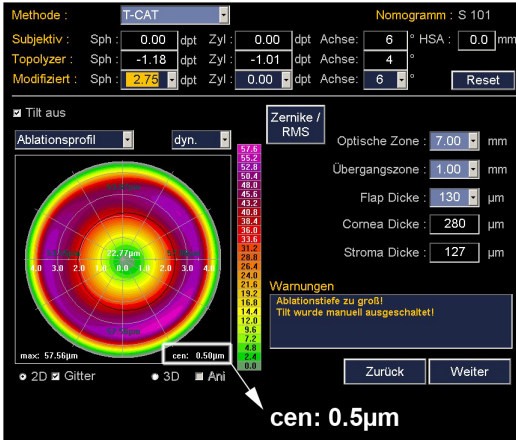 Methode : T-CAT Nomogramm : S 101
Subjektiv : Sph : 0.00 dpt Zyl : 0.00 dpt Achse: 6 ° HSA : 0.0 mm
Topolyzer : Sph : -1.18 dpt Zyl : -1.01 dpt Achse: 4 °
Modifiziert : Sph : 2.75 dpt Zyl : 0.00 dpt Achse: 6 ° Reset
Tilt aus
Zernike / RMS
Ablationsprofil dyn.
Optische Zone : 7.00 mm
Übergangszone : 1.00 mm
Flap Dicke : 130 µm
Cornea Dicke : 280 µm
Stroma Dicke : 127 µm
57.6
55.2
52.8
50.4
48.0
45.6
43.2
40.8
38.4
36.0
33.6
31.2
28.8
26.4
24.0
21.6
19.2
16.8
14.4
12.0
9.6
7.2
4.8
2.4
0.0
22.77µm
4.0 3.0 2.0 1.0 0.0 1.0 2.0 3.0 4.0
max: 57.56µm cen: 0.50µm
Warnungen
Ablationstiefe zu groß!
Tilt wurde manuell ausgeschaltet!
2D Gitter 3D Ani
Zurück Weiter
cen: 0.5µm